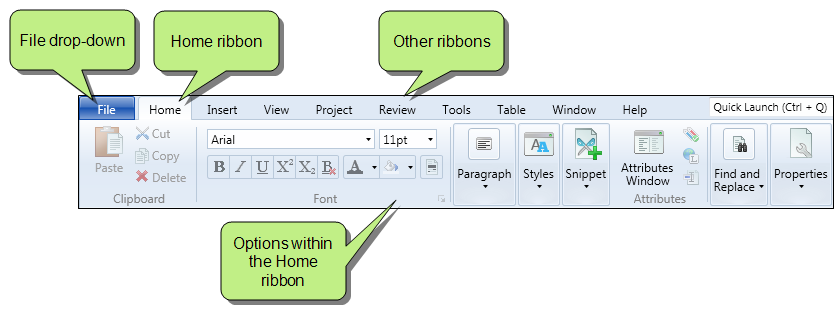 File drop-down
Home ribbon
Other ribbons
File Home Insert View Project Review Tools Table Window Help Quick Launch (Ctrl + Q)
Paste
Cut
Copy
Delete
Clipboard
Arial 11pt
B I U X² X₂ B A
Font
Paragraph
Styles
Snippet
Attributes
Window
Attributes
Find and
Replace
Properties
Options within
the Home
ribbon